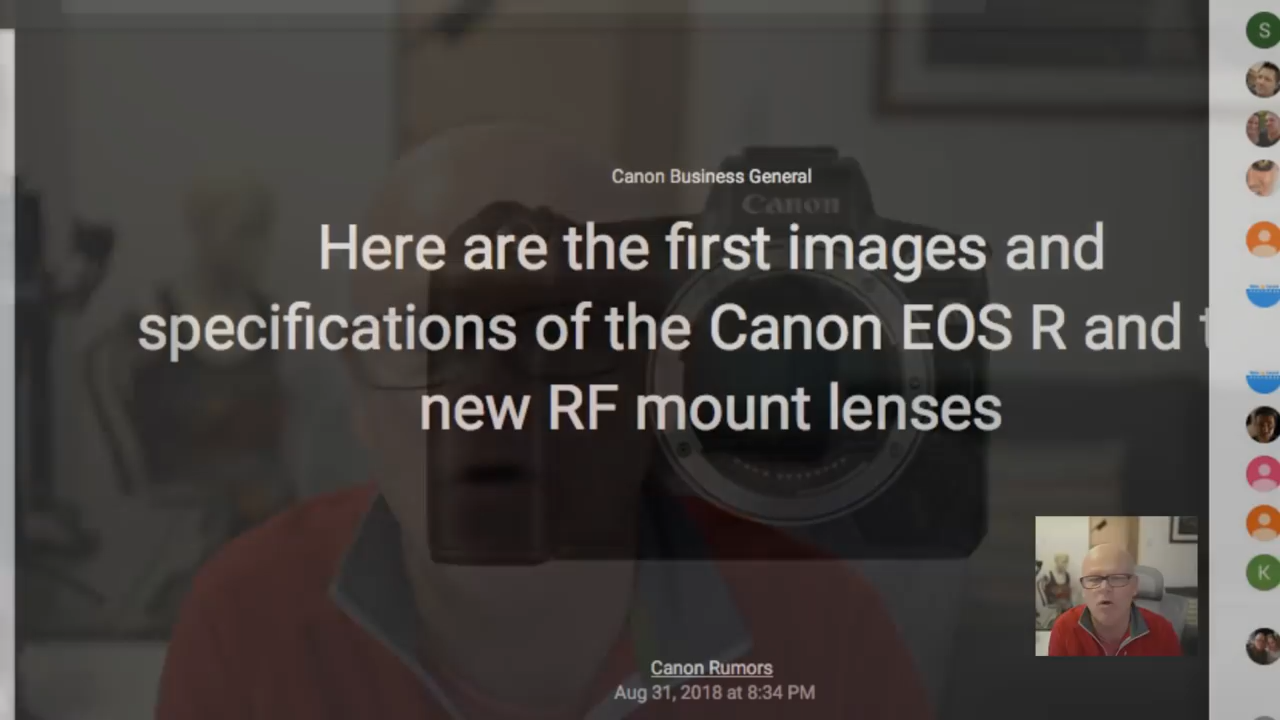 Canon Business General
Canon
Here are the first images and
specifications of the Canon EOS R and
new RF mount lenses
Canon Rumors
Aug 31, 2018 at 8:34 PM
S
K